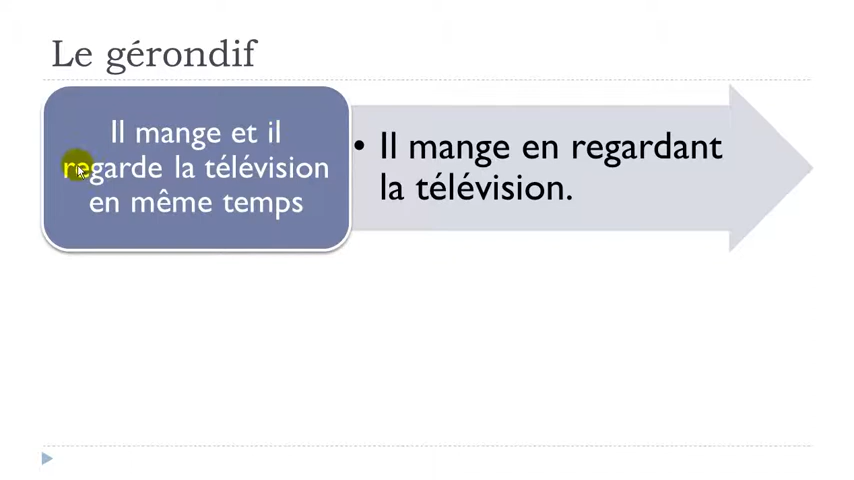 Le gérondif
Il mange et il
regarde la télévision
en même temps
• Il mange en regardant
la télévision.